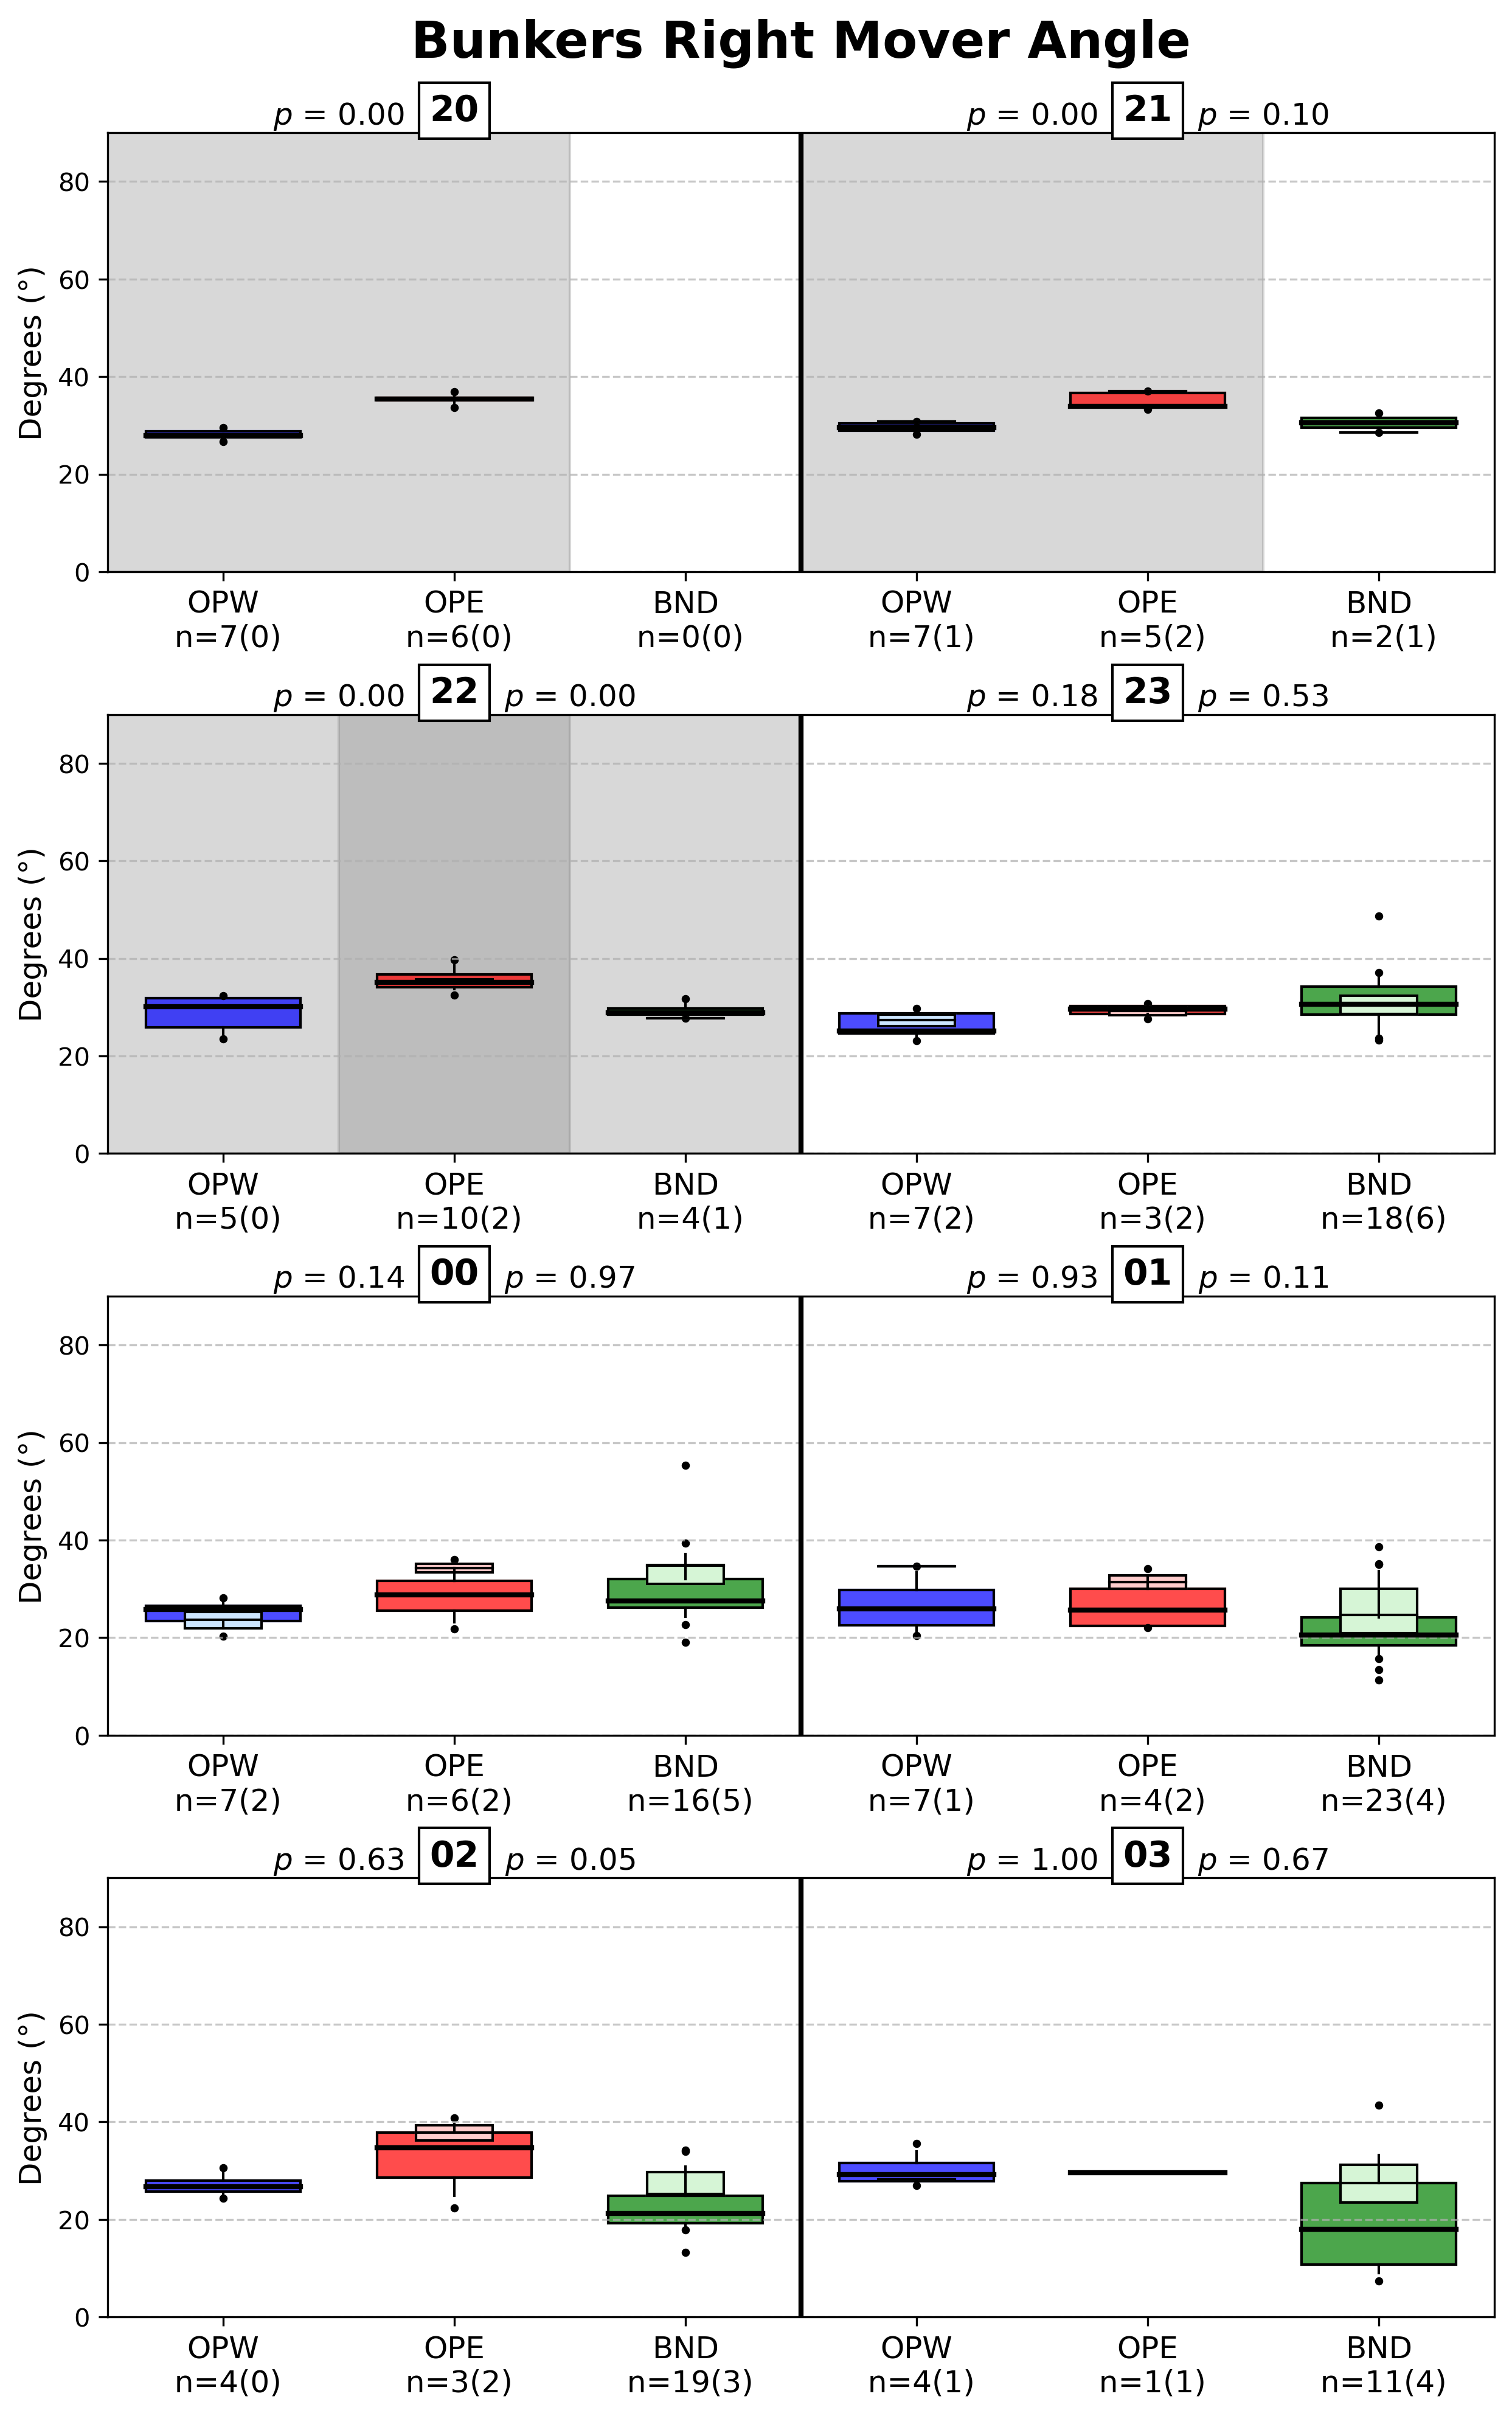 Bunkers Right Mover Angle
p = 0.00 20
p = 0.00 21 p = 0.10
Degrees (°)
80
60
40
20
0
OPW OPE BND OPW OPE BND
n=7(0) n=6(0) n=0(0) n=7(1) n=5(2) n=2(1)
p = 0.00 22 p = 0.00
p = 0.18 23 p = 0.53
Degrees (°)
80
60
40
20
0
OPW OPE BND OPW OPE BND
n=5(0) n=10(2) n=4(1) n=7(2) n=3(2) n=18(6)
p = 0.14 00 p = 0.97
p = 0.93 01 p = 0.11
Degrees (°)
80
60
40
20
0
OPW OPE BND OPW OPE BND
n=7(2) n=6(2) n=16(5) n=7(1) n=4(2) n=23(4)
p = 0.63 02 p = 0.05
p = 1.00 03 p = 0.67
Degrees (°)
80
60
40
20
0
OPW OPE BND OPW OPE BND
n=4(0) n=3(2) n=19(3) n=4(1) n=1(1) n=11(4)